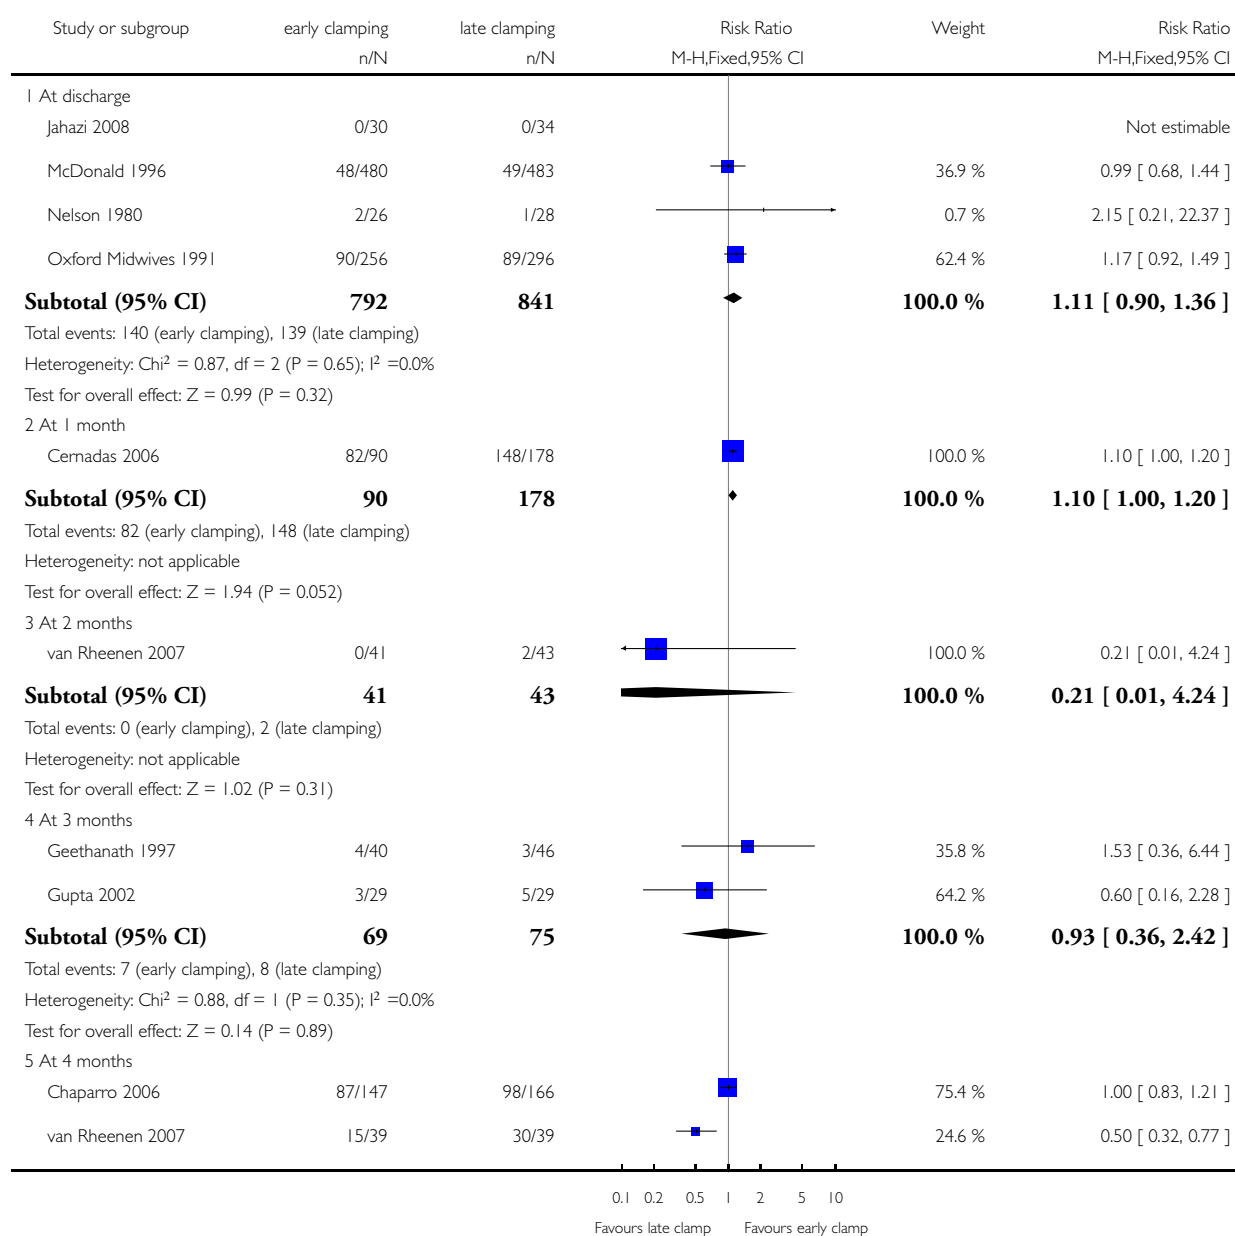 Study or subgroup early clamping late clamping Risk Ratio Weight Risk Ratio
n/N n/N M-H,Fixed,95% CI M-H,Fixed,95% CI
1 At discharge
Jahazi 2008 0/30 0/34 Not estimable
McDonald 1996 48/480 49/483 36.9 % 0.99 [ 0.68, 1.44 ]
Nelson 1980 2/26 1/28 0.7 % 2.15 [ 0.21, 22.37 ]
Oxford Midwives 1991 90/256 89/296 62.4 % 1.17 [ 0.92, 1.49 ]
Subtotal (95% CI) 792 841 100.0 % 1.11 [ 0.90, 1.36 ]
Total events: 140 (early clamping), 139 (late clamping)
Heterogeneity: Chi² = 0.87, df = 2 (P = 0.65); I² =0.0%
Test for overall effect: Z = 0.99 (P = 0.32)
2 At 1 month
Cernadas 2006 82/90 148/178 100.0 % 1.10 [ 1.00, 1.20 ]
Subtotal (95% CI) 90 178 100.0 % 1.10 [ 1.00, 1.20 ]
Total events: 82 (early clamping), 148 (late clamping)
Heterogeneity: not applicable
Test for overall effect: Z = 1.94 (P = 0.052)
3 At 2 months
van Rheenen 2007 0/41 2/43 100.0 % 0.21 [ 0.01, 4.24 ]
Subtotal (95% CI) 41 43 100.0 % 0.21 [ 0.01, 4.24 ]
Total events: 0 (early clamping), 2 (late clamping)
Heterogeneity: not applicable
Test for overall effect: Z = 1.02 (P = 0.31)
4 At 3 months
Geethanath 1997 4/40 3/46 35.8 % 1.53 [ 0.36, 6.44 ]
Gupta 2002 3/29 5/29 64.2 % 0.60 [ 0.16, 2.28 ]
Subtotal (95% CI) 69 75 100.0 % 0.93 [ 0.36, 2.42 ]
Total events: 7 (early clamping), 8 (late clamping)
Heterogeneity: Chi² = 0.88, df = 1 (P = 0.35); I² =0.0%
Test for overall effect: Z = 0.14 (P = 0.89)
5 At 4 months
Chaparro 2006 87/147 98/166 75.4 % 1.00 [ 0.83, 1.21 ]
van Rheenen 2007 15/39 30/39 24.6 % 0.50 [ 0.32, 0.77 ]
0.1 0.2 0.5 1 2 5 10
Favours late clamp Favours early clamp